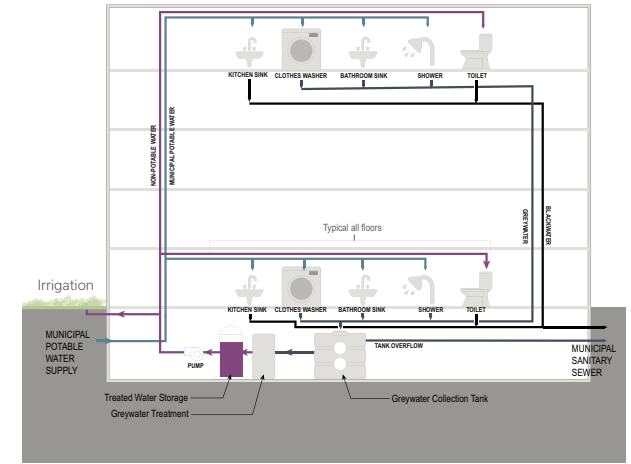 KITCHEN SINK CLOTHES WASHER BATHROOM SINK SHOWER TOILET
NON-POTABLE WATER
MUNICIPAL POTABLE WATER
GREYWATER
BLACKWATER
Typical all floors
Irrigation
KITCHEN SINK CLOTHES WASHER BATHROOM SINK SHOWER TOILET
MUNICIPAL
POTABLE
WATER
SUPPLY
PUMP
TANK OVERFLOW
MUNICIPAL
SANITARY
SEWER
Treated Water Storage
Greywater Treatment
Greywater Collection Tank